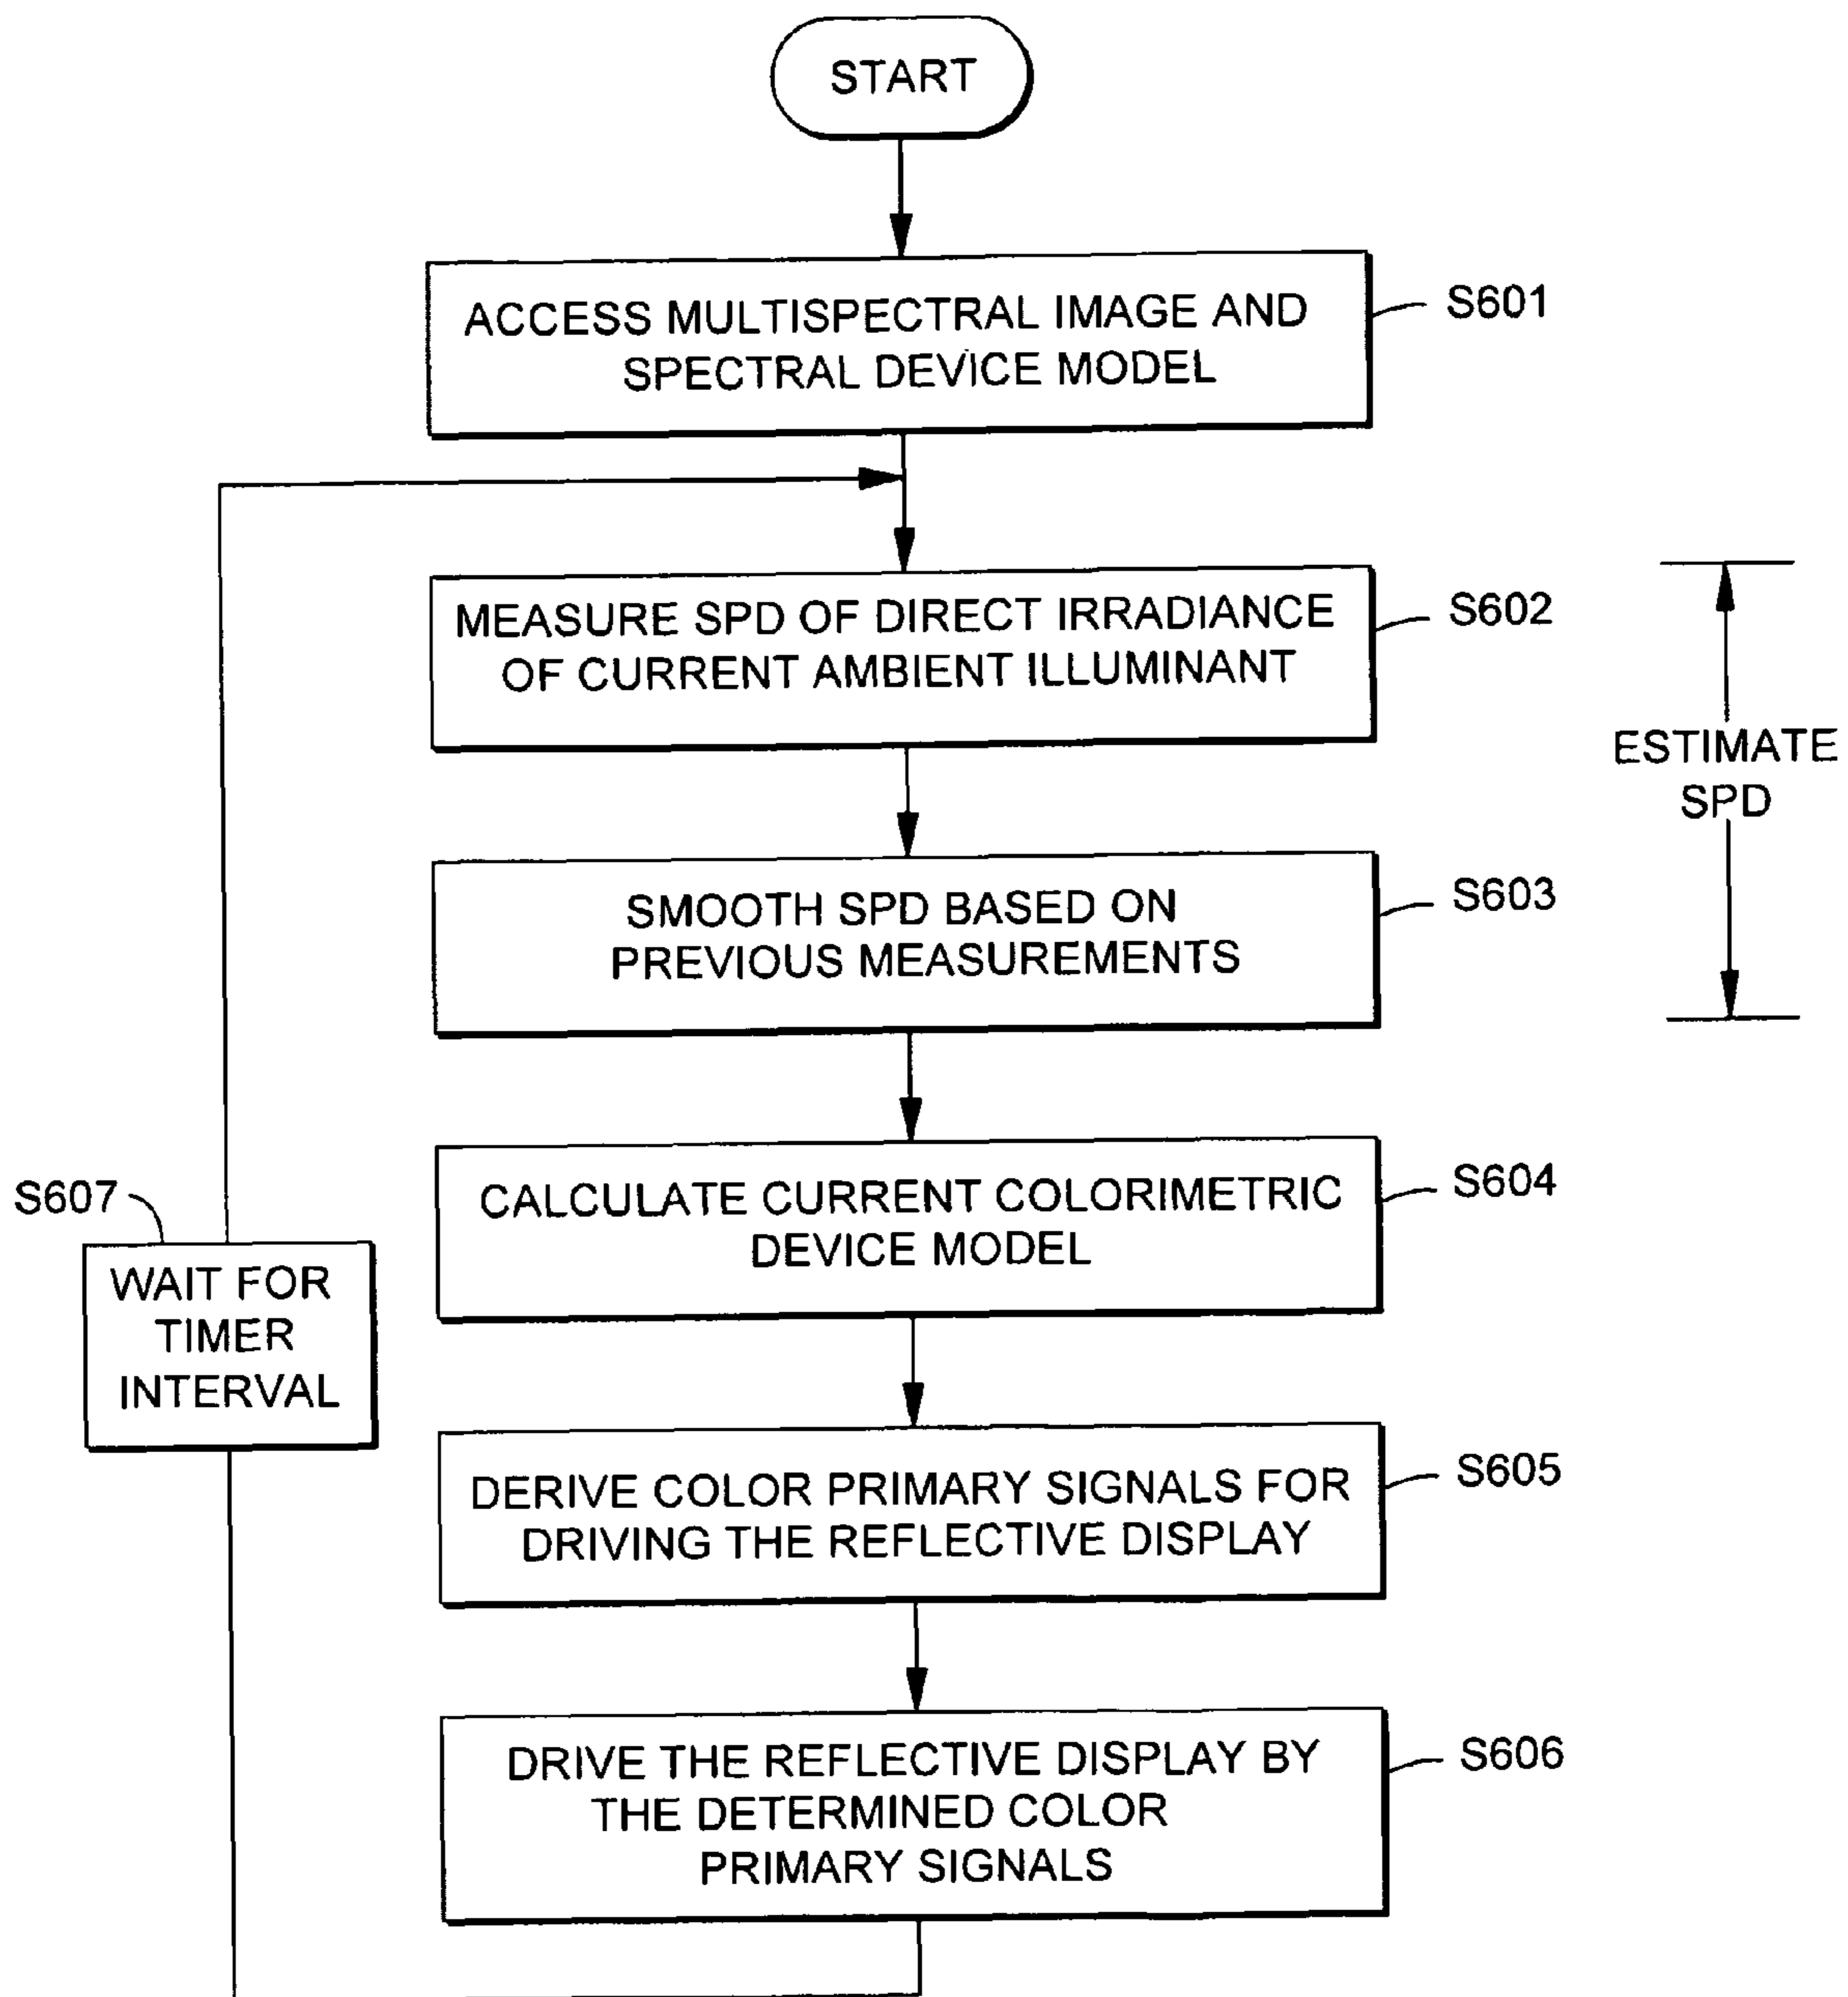 START
ACCESS MULTISPECTRAL IMAGE AND
SPECTRAL DEVICE MODEL
S601
MEASURE SPD OF DIRECT IRRADIANCE
OF CURRENT AMBIENT ILLUMINANT
S602
ESTIMATE
SPD
SMOOTH SPD BASED ON
PREVIOUS MEASUREMENTS
S603
CALCULATE CURRENT COLORIMETRIC
DEVICE MODEL
S604
S607
WAIT FOR
TIMER
INTERVAL
DERIVE COLOR PRIMARY SIGNALS FOR
DRIVING THE REFLECTIVE DISPLAY
S605
DRIVE THE REFLECTIVE DISPLAY BY
THE DETERMINED COLOR
PRIMARY SIGNALS
S606